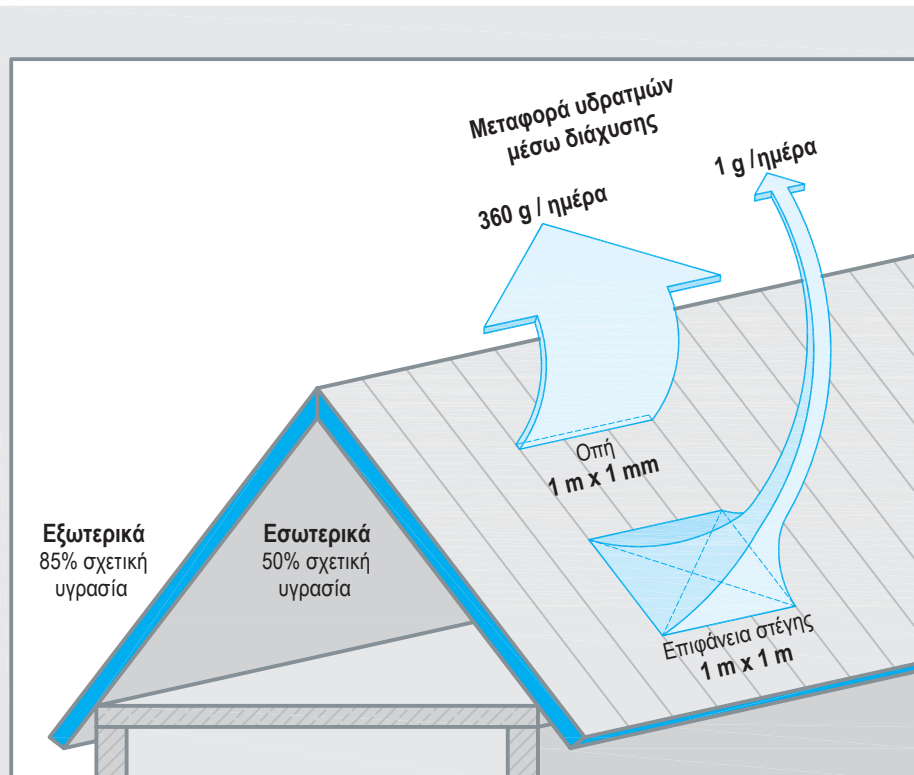 Μεταφορά υδρατμών
μέσω διάχυσης
1 g /ημέρα
360 g / ημέρα
Οπή
1 m x 1 mm
Εξωτερικά
85% σχετική
υγρασία
Εσωτερικά
50% σχετική
υγρασία
Επιφάνεια στέγης
1 m x 1 m